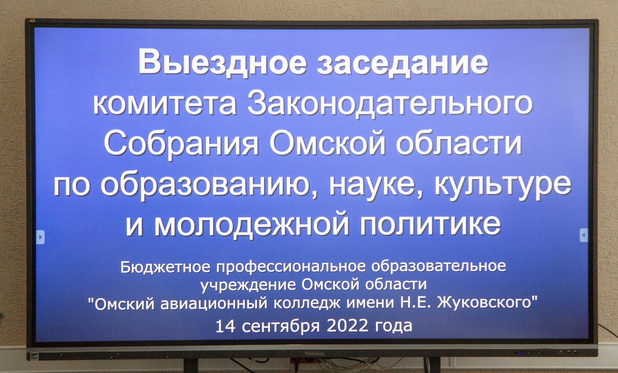 Выездное заседание
комитета Законодательного
Собрания Омской области
по образованию, науке, культуре
и молодежной политике
Бюджетное профессиональное образовательное
учреждение Омской области
"Омский авиационный колледж имени Н.Е. Жуковского"
14 сентября 2022 года